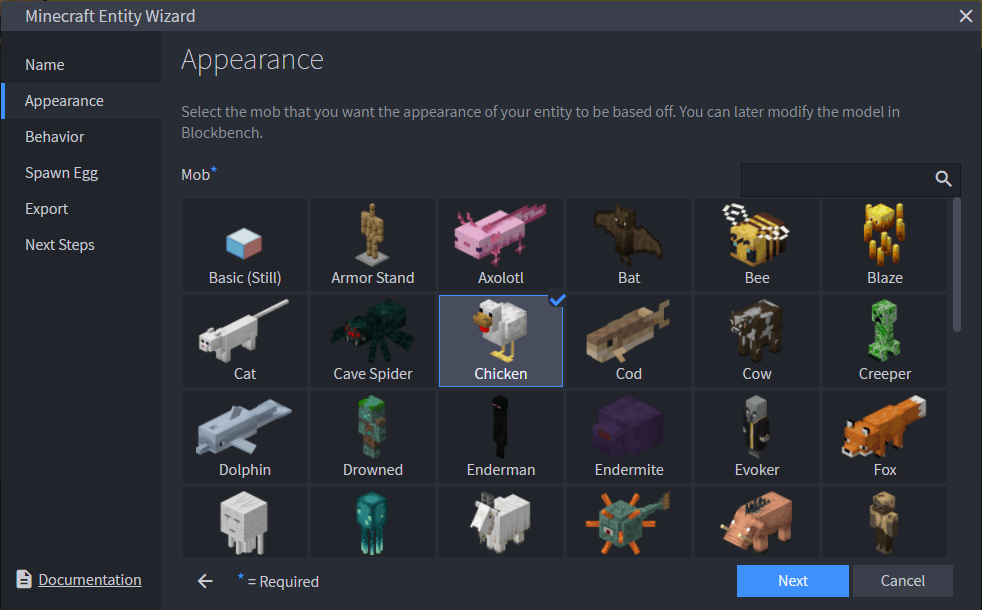 Minecraft Entity Wizard
Name
Appearance
Behavior
Spawn Egg
Export
Next Steps
Documentation
Appearance
Select the mob that you want the appearance of your entity to be based off. You can later modify the model in
Blockbench.
Mob*
Basic (Still) Armor Stand Axolotl Bat Bee Blaze
Cat Cave Spider Chicken Cod Cow Creeper
Dolphin Drowned Enderman Endermite Evoker Fox
* = Required
Next Cancel